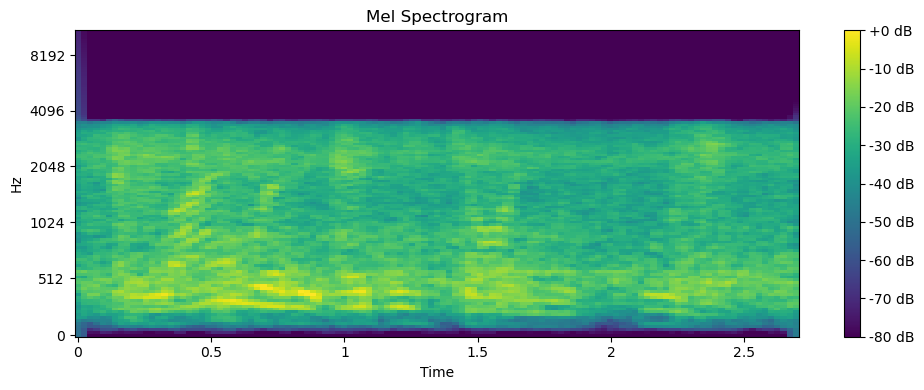 Mel Spectrogram
Hz
8192
4096
2048
1024
512
0
0
0.5
1
1.5
2
2.5
Time
+0 dB
-10 dB
-20 dB
-30 dB
-40 dB
-50 dB
-60 dB
-70 dB
-80 dB